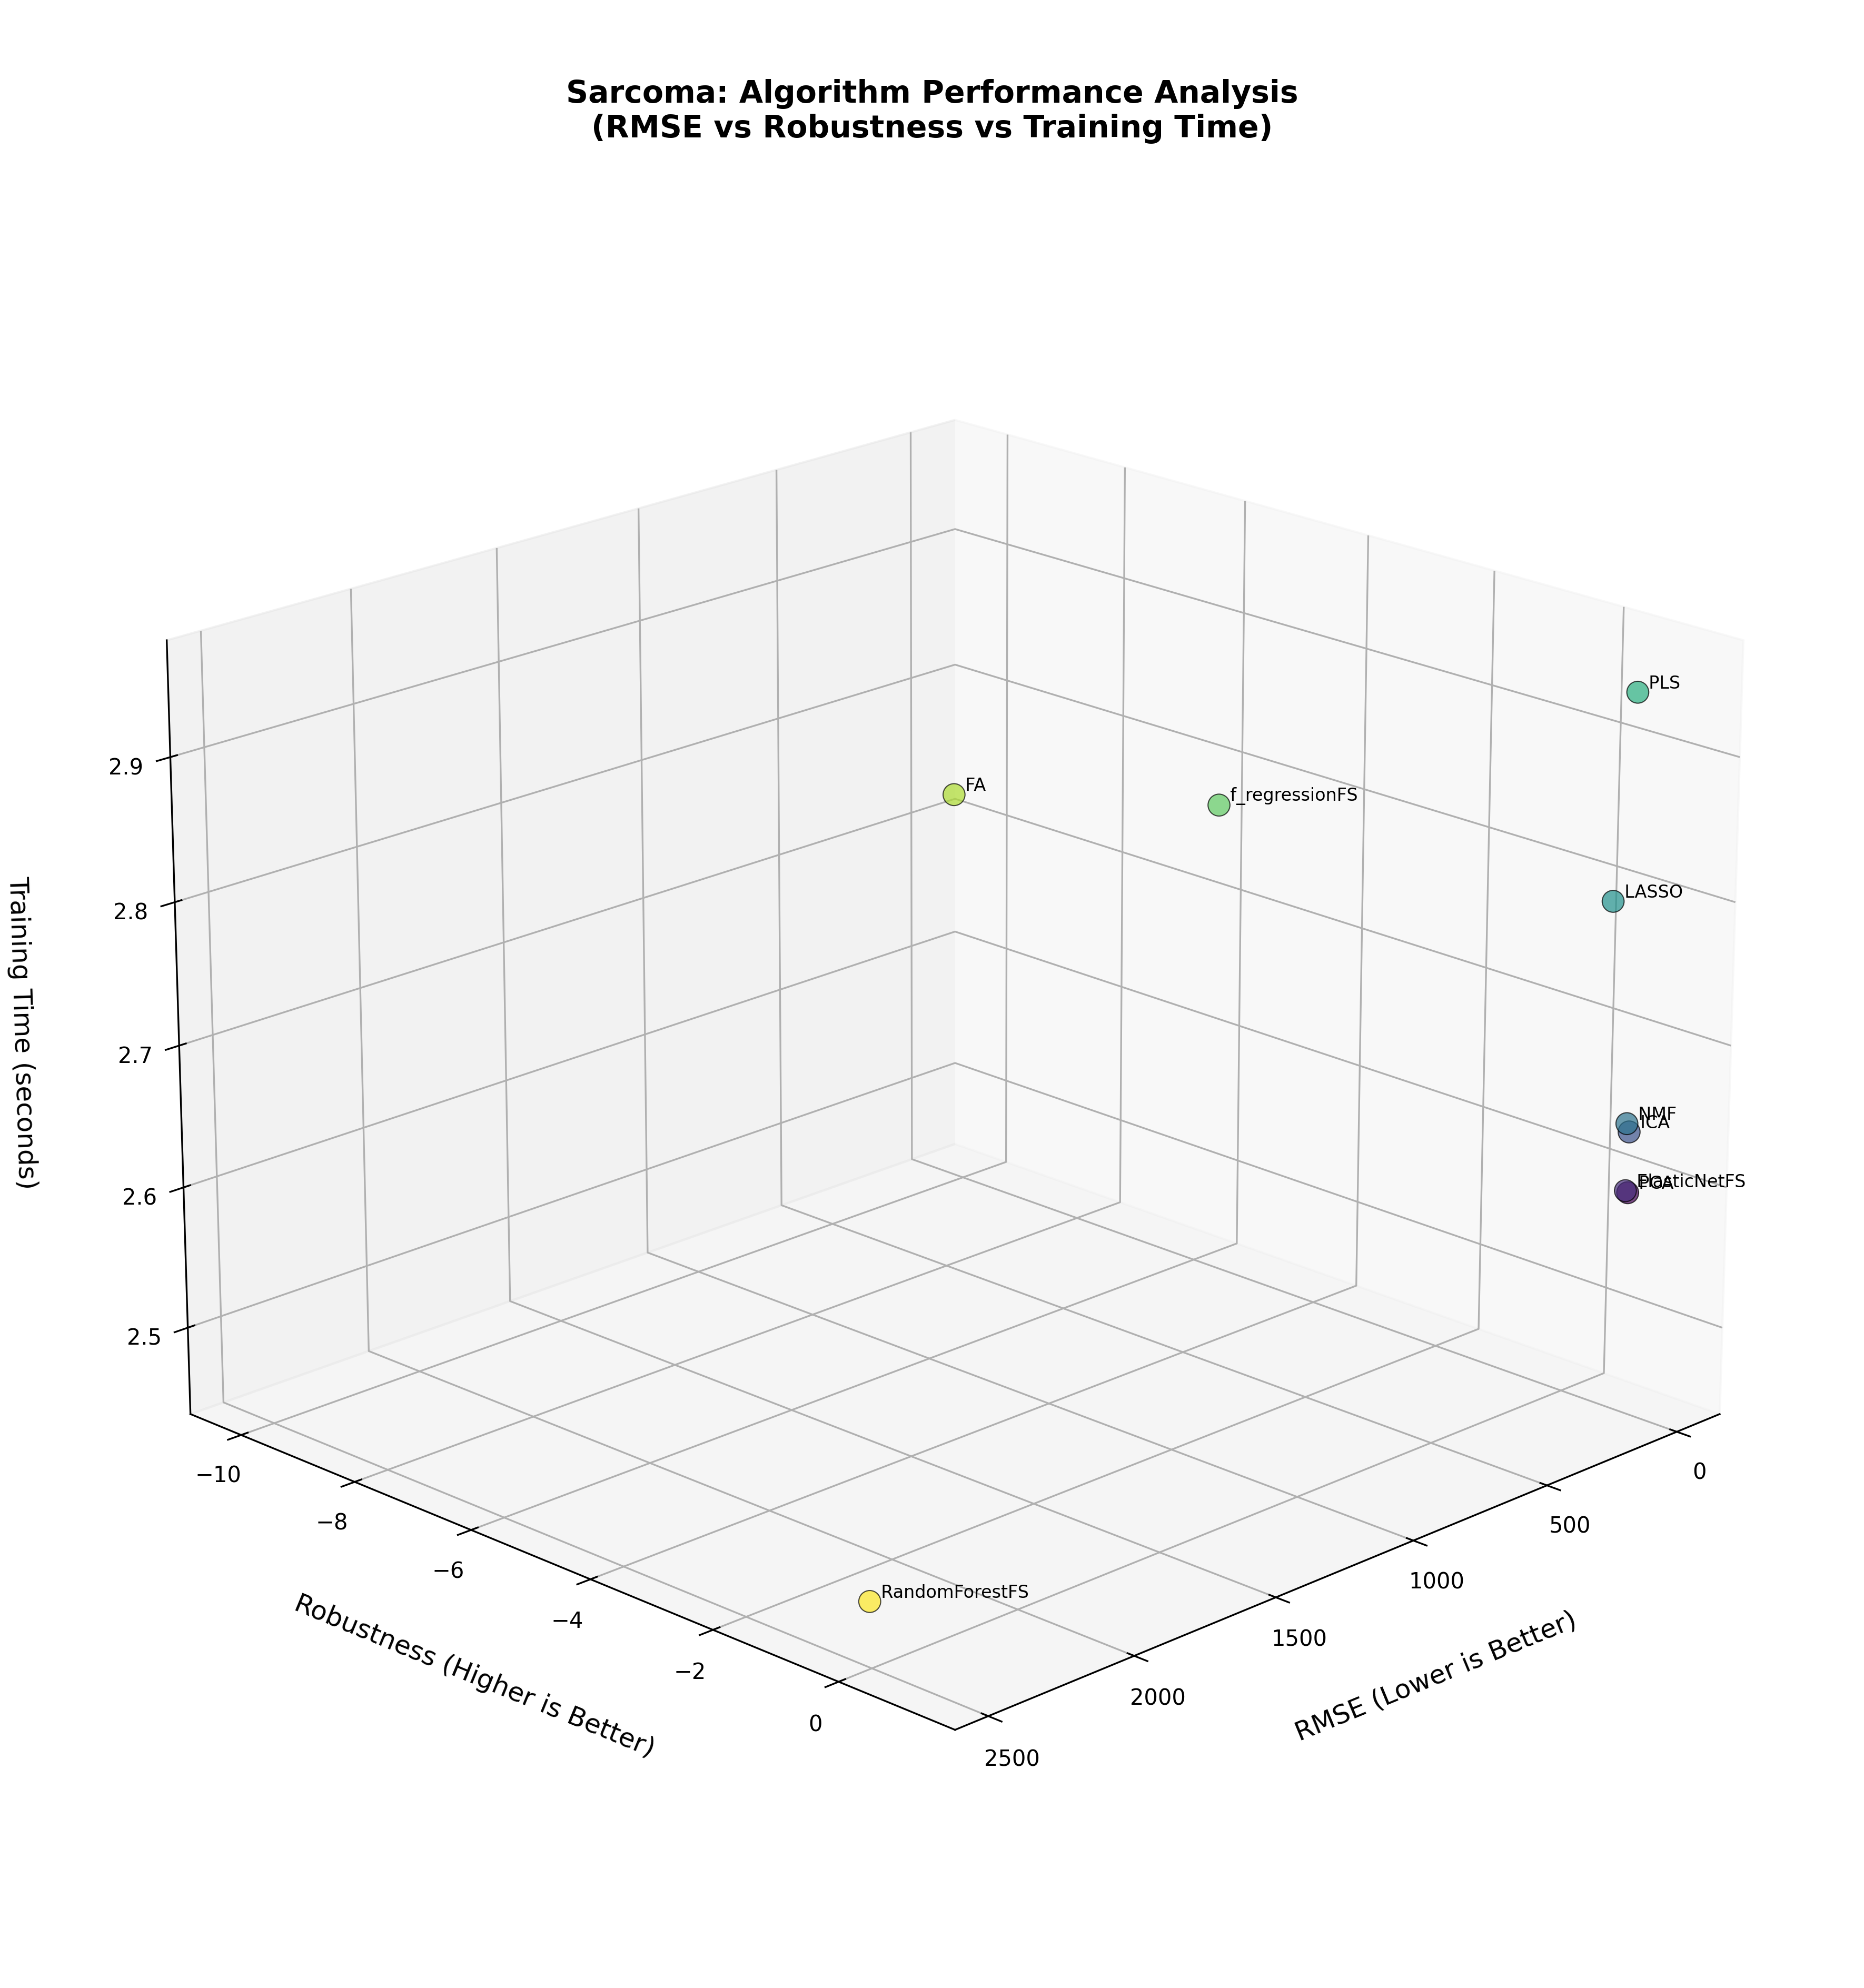 Sarcoma: Algorithm Performance Analysis
(RMSE vs Robustness vs Training Time)
PLS
FA
f_regressionFS
LASSO
NMF
ICA
ElasticNetFS
PCA
RandomForestFS
Training Time (seconds)
2.9
2.8
2.7
2.6
2.5
Robustness (Higher is Better)
−10
−8
−6
−4
−2
0
RMSE (Lower is Better)
0
500
1000
1500
2000
2500